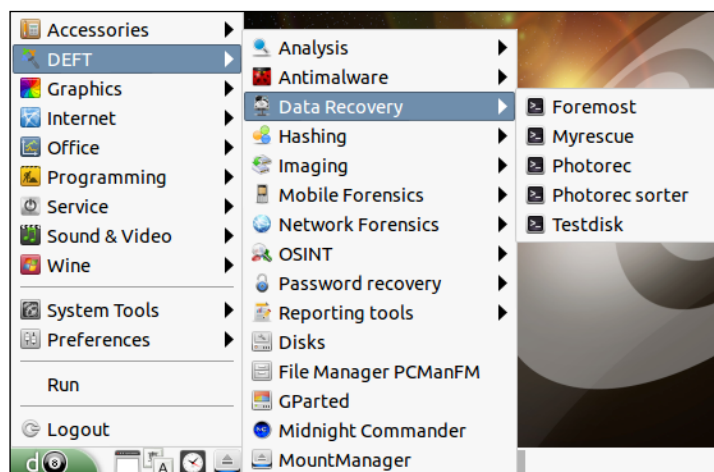 Accessories
DEFT
Graphics
Internet
Office
Programming
Service
Sound & Video
Wine
System Tools
Preferences
Run
Logout
Analysis
Antimalware
Data Recovery
Hashing
Imaging
Mobile Forensics
Network Forensics
OSINT
Password recovery
Reporting tools
Disks
File Manager PCManFM
GParted
Midnight Commander
MountManager
Foremost
Myrescue
Photorec
Photorec sorter
Testdisk
d8
A